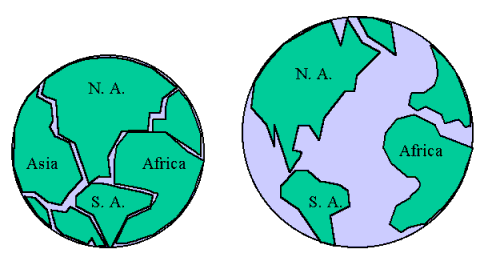 N. A.
Asia
Africa
S. A.
N. A.
Africa
S. A.